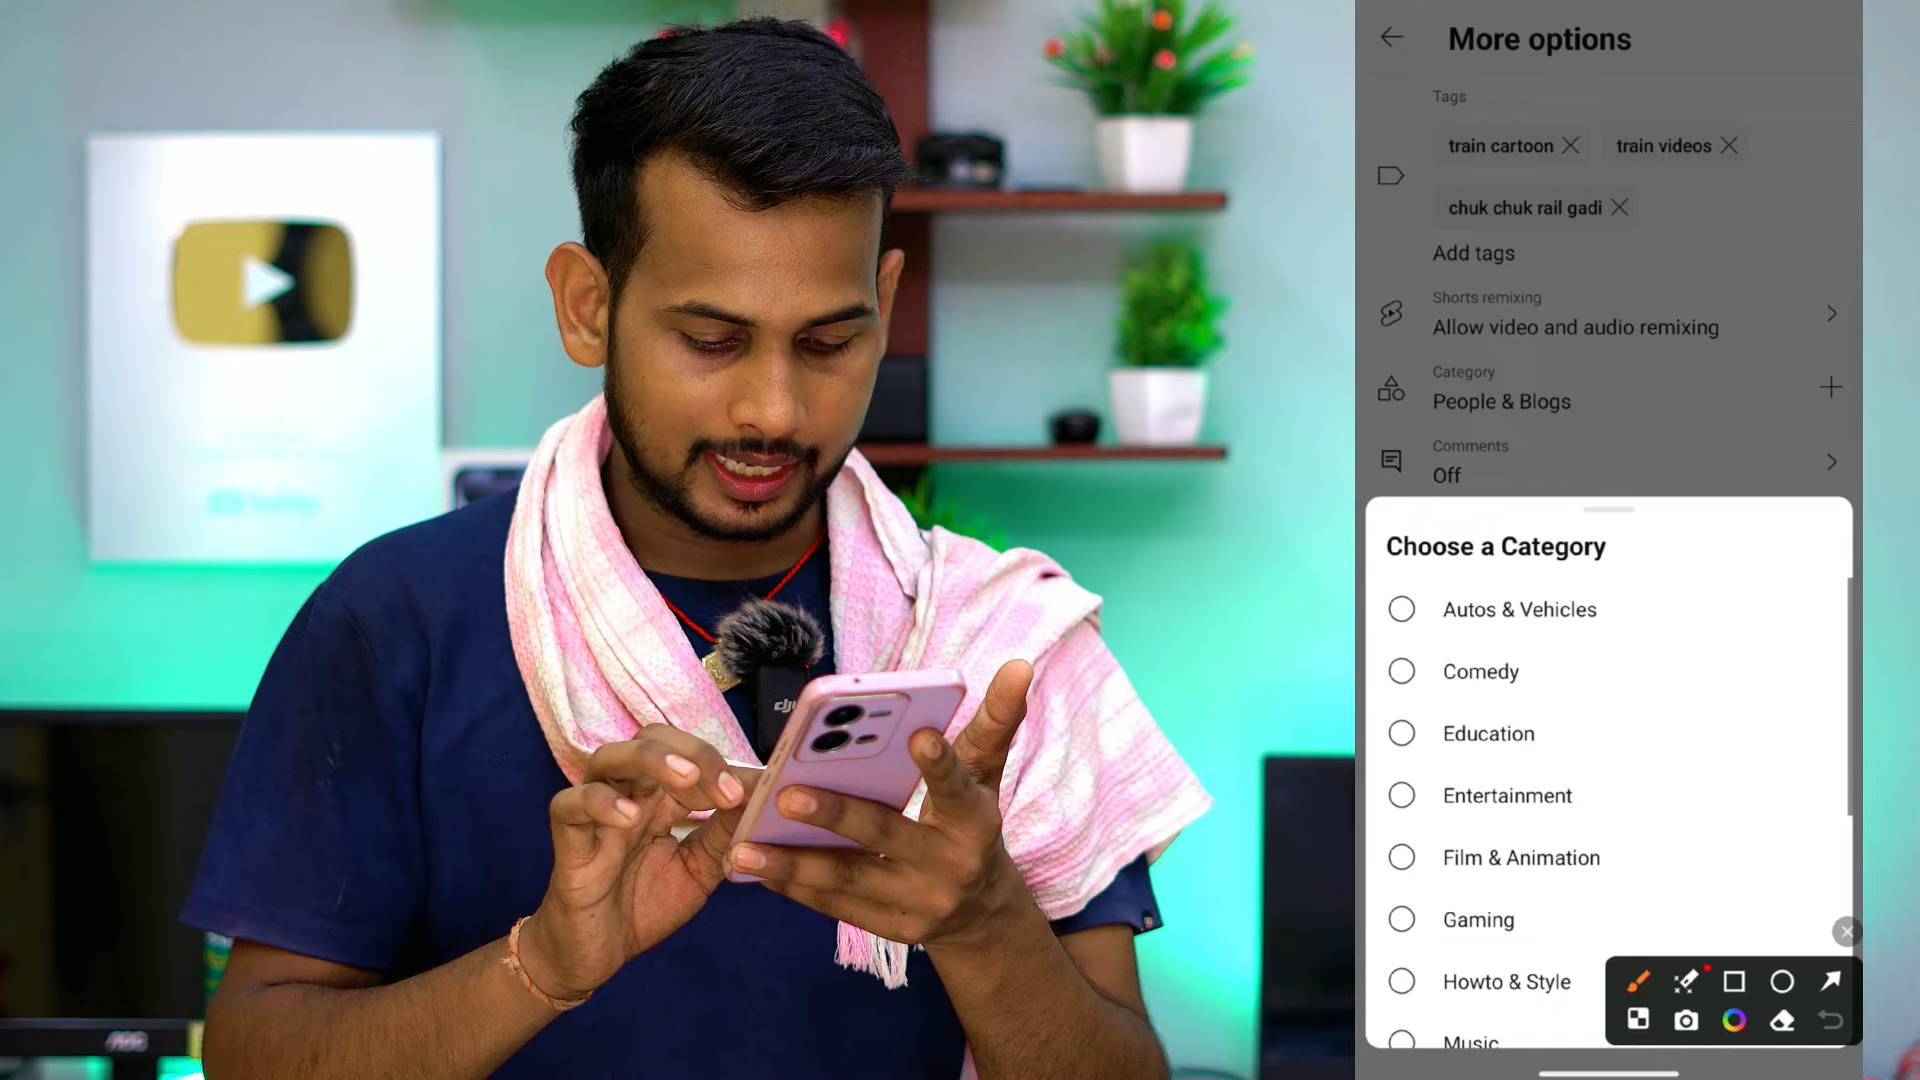 More options
Tags
train cartoon train videos
chuk chuk rail gadi
Add tags
Shorts remixing
Allow video and audio remixing
Category
People & Blogs
Comments
Off
Choose a Category
Autos & Vehicles
Comedy
Education
Entertainment
Film & Animation
Gaming
Howto & Style
Music
dji
AOC